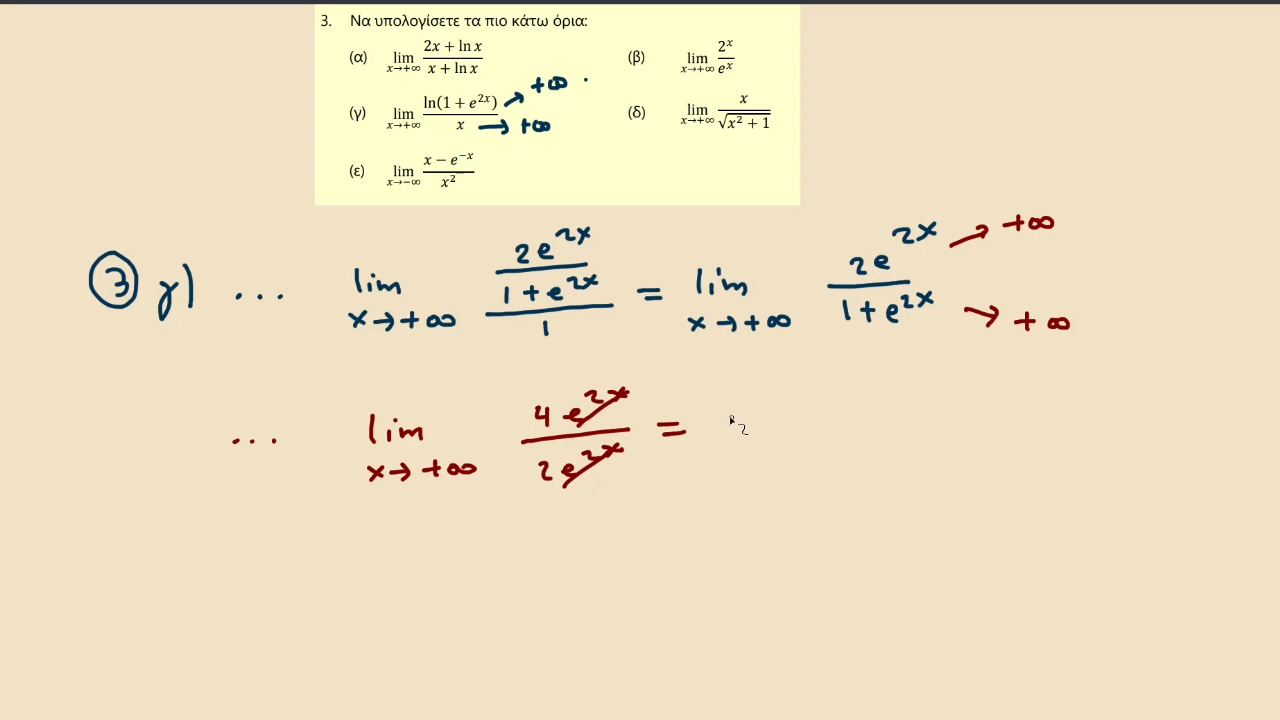 3. Να υπολογίσετε τα πιο κάτω όρια:
(α) lim x→+∞ (2x + ln x)/(x + ln x) (β) lim x→+∞ 2^x/e^x
(γ) lim x→+∞ ln(1 + e^(2x))/x → +∞ → +∞ (δ) lim x→+∞ x/√(x² + 1)
(ε) lim x→−∞ (x − e^(−x))/x²
3 γ) ... lim x→+∞ (2e^(2x)/(1+e^(2x)))/1 = lim x→+∞ 2e^(2x)/(1+e^(2x)) → +∞ → +∞
... lim x→+∞ 4e^(2x)/2e^(2x) =